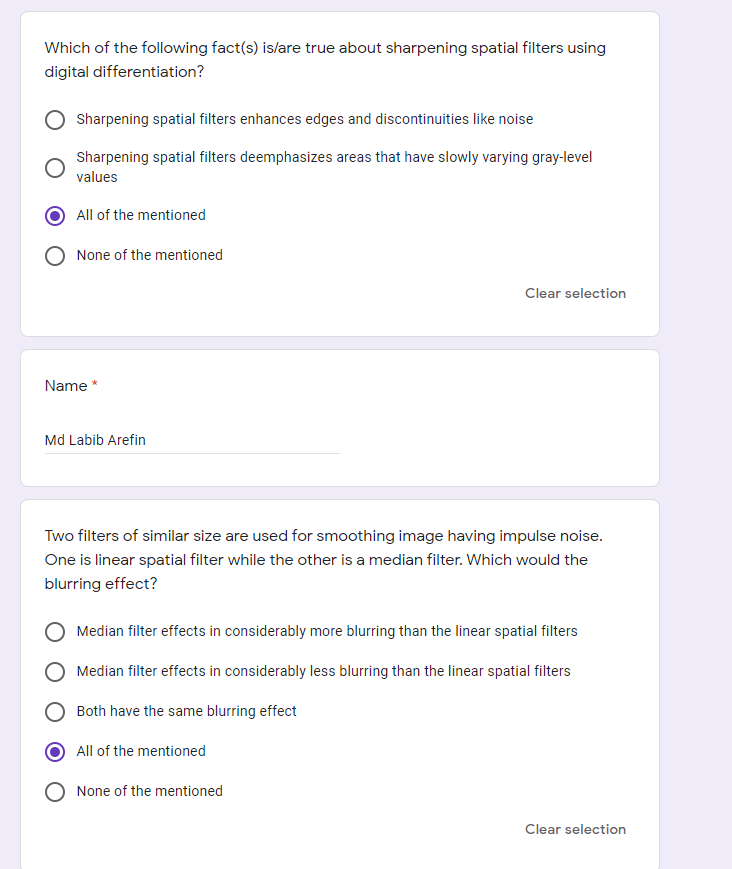 Which of the following fact(s) is/are true about sharpening spatial filters using
digital differentiation?
Sharpening spatial filters enhances edges and discontinuities like noise
Sharpening spatial filters deemphasizes areas that have slowly varying gray-level
values
All of the mentioned
None of the mentioned
Clear selection
Name *
Md Labib Arefin
Two filters of similar size are used for smoothing image having impulse noise.
One is linear spatial filter while the other is a median filter. Which would the
blurring effect?
Median filter effects in considerably more blurring than the linear spatial filters
Median filter effects in considerably less blurring than the linear spatial filters
Both have the same blurring effect
All of the mentioned
None of the mentioned
Clear selection